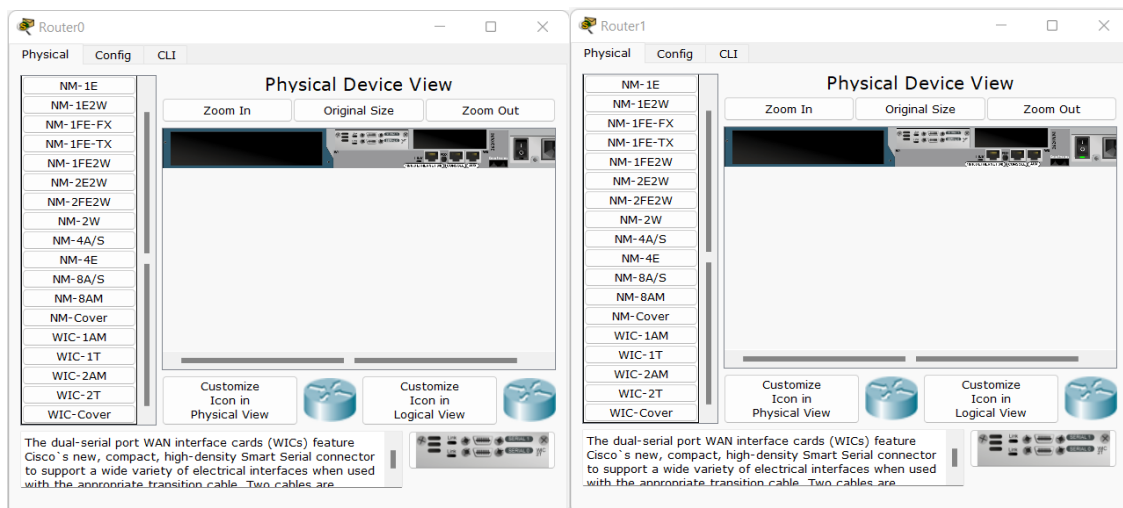 Router0
Physical Config CLI
NM-1E
NM-1E2W
NM-1FE-FX
NM-1FE-TX
NM-1FE2W
NM-2E2W
NM-2FE2W
NM-2W
NM-4A/S
NM-4E
NM-8A/S
NM-8AM
NM-Cover
WIC-1AM
WIC-1T
WIC-2AM
WIC-2T
WIC-Cover
Physical Device View
Zoom In Original Size Zoom Out
Customize
Icon in
Physical View
Customize
Icon in
Logical View
The dual-serial port WAN interface cards (WICs) feature
Cisco`s new, compact, high-density Smart Serial connector
to support a wide variety of electrical interfaces when used
with the appropriate transition cable. Two cables are
Router1
Physical Config CLI
NM-1E
NM-1E2W
NM-1FE-FX
NM-1FE-TX
NM-1FE2W
NM-2E2W
NM-2FE2W
NM-2W
NM-4A/S
NM-4E
NM-8A/S
NM-8AM
NM-Cover
WIC-1AM
WIC-1T
WIC-2AM
WIC-2T
WIC-Cover
Physical Device View
Zoom In Original Size Zoom Out
Customize
Icon in
Physical View
Customize
Icon in
Logical View
The dual-serial port WAN interface cards (WICs) feature
Cisco`s new, compact, high-density Smart Serial connector
to support a wide variety of electrical interfaces when used
with the appropriate transition cable. Two cables are